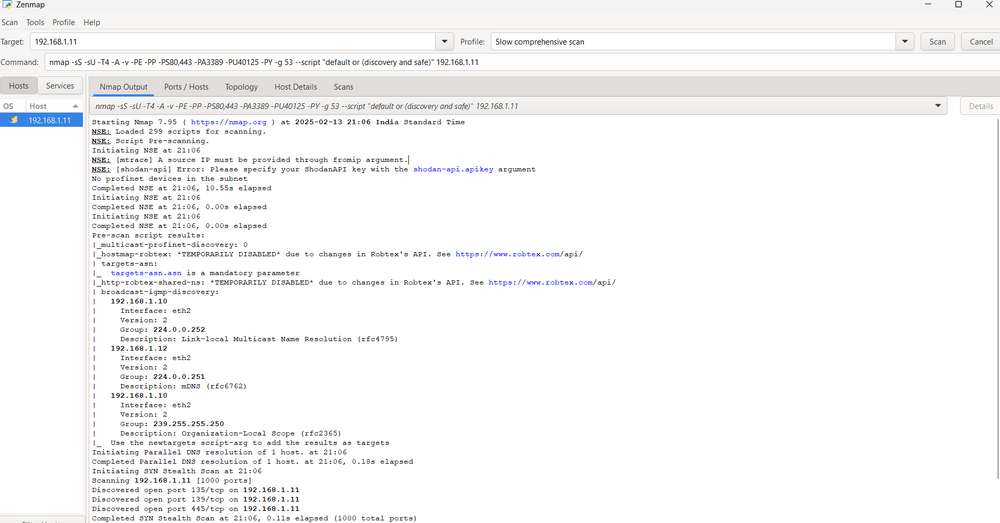 Zenmap
Scan Tools Profile Help
Target: 192.168.1.11 Profile: Slow comprehensive scan Scan Cancel
Command: nmap -sS -sU -T4 -A -v -PE -PP -PS80,443 -PA3389 -PU40125 -PY -g 53 --script "default or (discovery and safe)" 192.168.1.11
Hosts Services Nmap Output Ports / Hosts Topology Host Details Scans
OS Host
192.168.1.11
nmap -sS -sU -T4 -A -v -PE -PP -PS80,443 -PA3389 -PU40125 -PY -g 53 --script "default or (discovery and safe)" 192.168.1.11 Details
Starting Nmap 7.95 ( https://nmap.org ) at 2025-02-13 21:06 India Standard Time
NSE: Loaded 299 scripts for scanning.
NSE: Script Pre-scanning.
Initiating NSE at 21:06
NSE: [mtrace] A source IP must be provided through fromip argument.
NSE: [shodan-api] Error: Please specify your ShodanAPI key with the shodan-api.apikey argument
No profinet devices in the subnet
Completed NSE at 21:06, 10.55s elapsed
Initiating NSE at 21:06
Completed NSE at 21:06, 0.00s elapsed
Initiating NSE at 21:06
Completed NSE at 21:06, 0.00s elapsed
Pre-scan script results:
|_multicast-profinet-discovery: 0
|_hostmap-robtex: *TEMPORARILY DISABLED* due to changes in Robtex's API. See https://www.robtex.com/api/
| targets-asn:
|_  targets-asn.asn is a mandatory parameter
|_http-robtex-shared-ns: *TEMPORARILY DISABLED* due to changes in Robtex's API. See https://www.robtex.com/api/
| broadcast-igmp-discovery:
|   192.168.1.10
|     Interface: eth2
|     Version: 2
|     Group: 224.0.0.252
|     Description: Link-local Multicast Name Resolution (rfc4795)
|   192.168.1.12
|     Interface: eth2
|     Version: 2
|     Group: 224.0.0.251
|     Description: mDNS (rfc6762)
|   192.168.1.10
|     Interface: eth2
|     Version: 2
|     Group: 239.255.255.250
|     Description: Organization-Local Scope (rfc2365)
|_  Use the newtargets script-arg to add the results as targets
Initiating Parallel DNS resolution of 1 host. at 21:06
Completed Parallel DNS resolution of 1 host. at 21:06, 0.18s elapsed
Initiating SYN Stealth Scan at 21:06
Scanning 192.168.1.11 [1000 ports]
Discovered open port 135/tcp on 192.168.1.11
Discovered open port 139/tcp on 192.168.1.11
Discovered open port 445/tcp on 192.168.1.11
Completed SYN Stealth Scan at 21:06, 0.11s elapsed (1000 total ports)